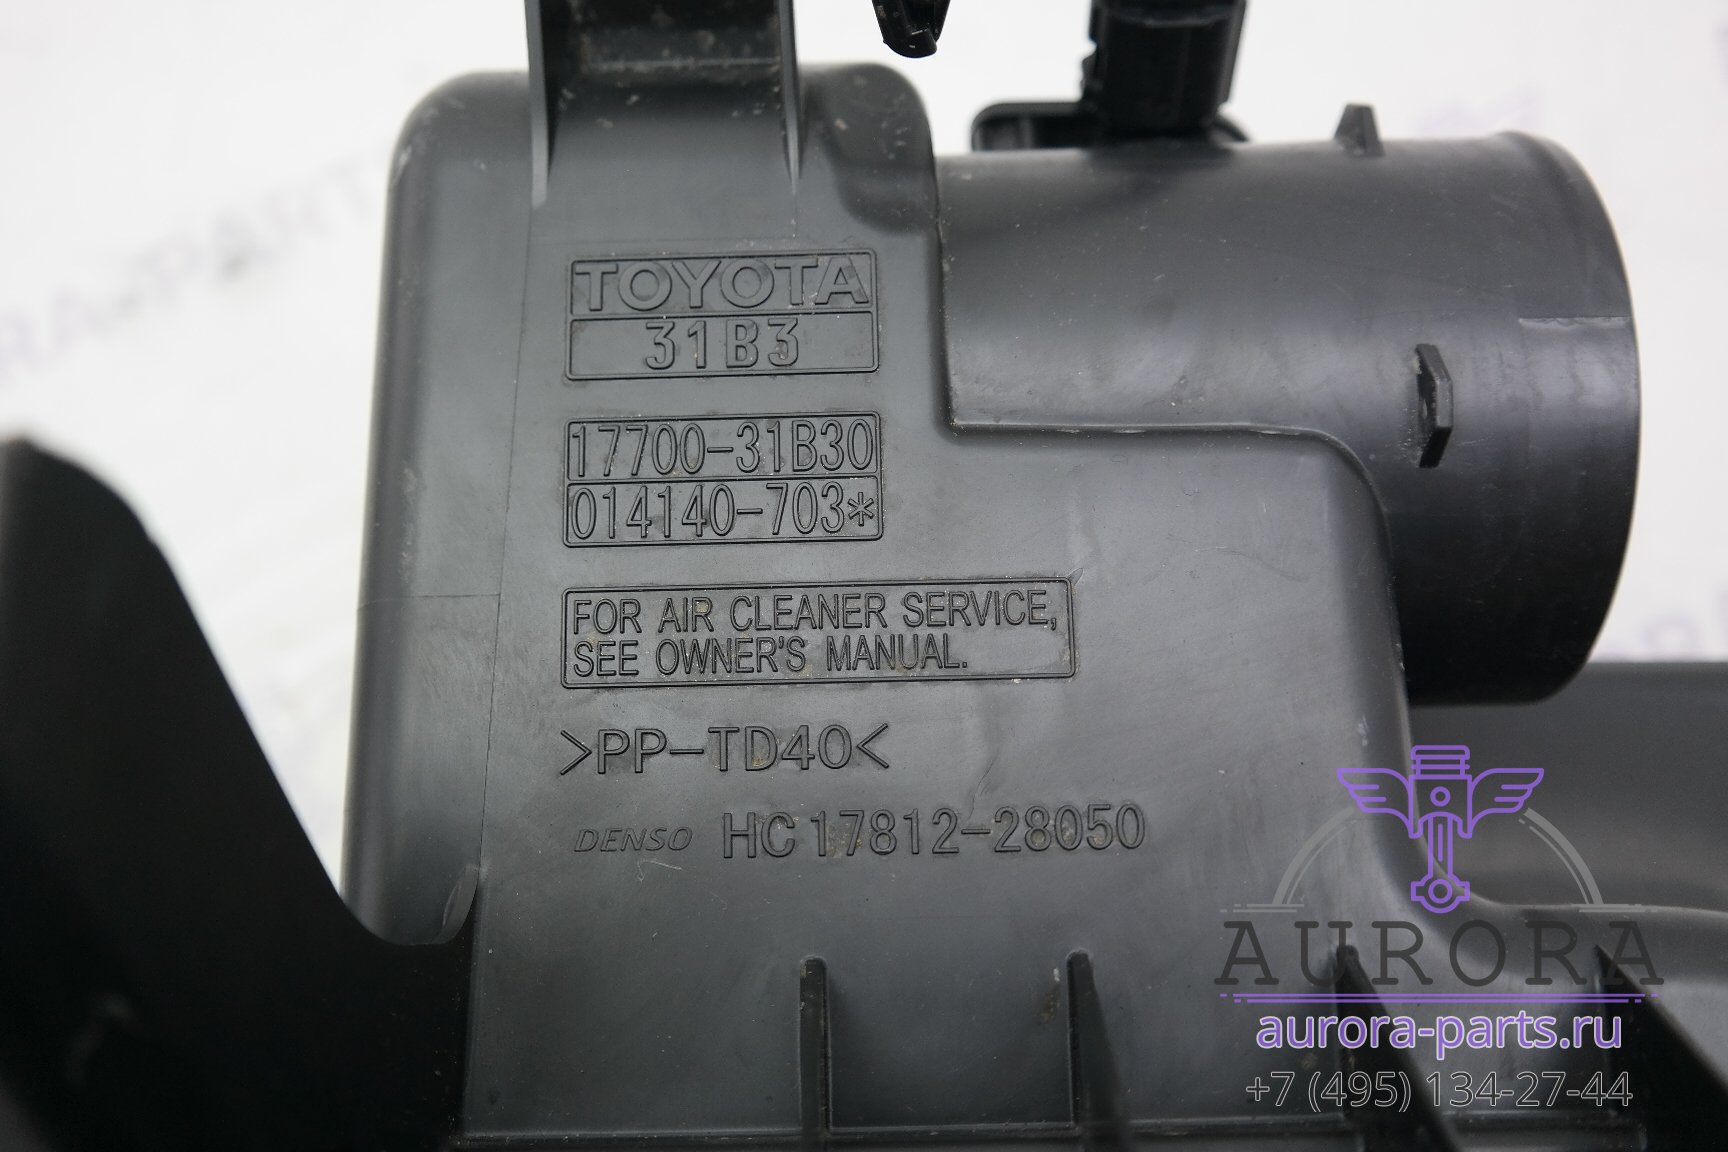 TOYOTA
31B3
17700-31B30
014140-703*
FOR AIR CLEANER SERVICE,
SEE OWNER'S MANUAL.
>PP-TD40<
DENSO HC 17812-28050
AURORA
aurora-parts.ru
+7 (495) 134-27-44